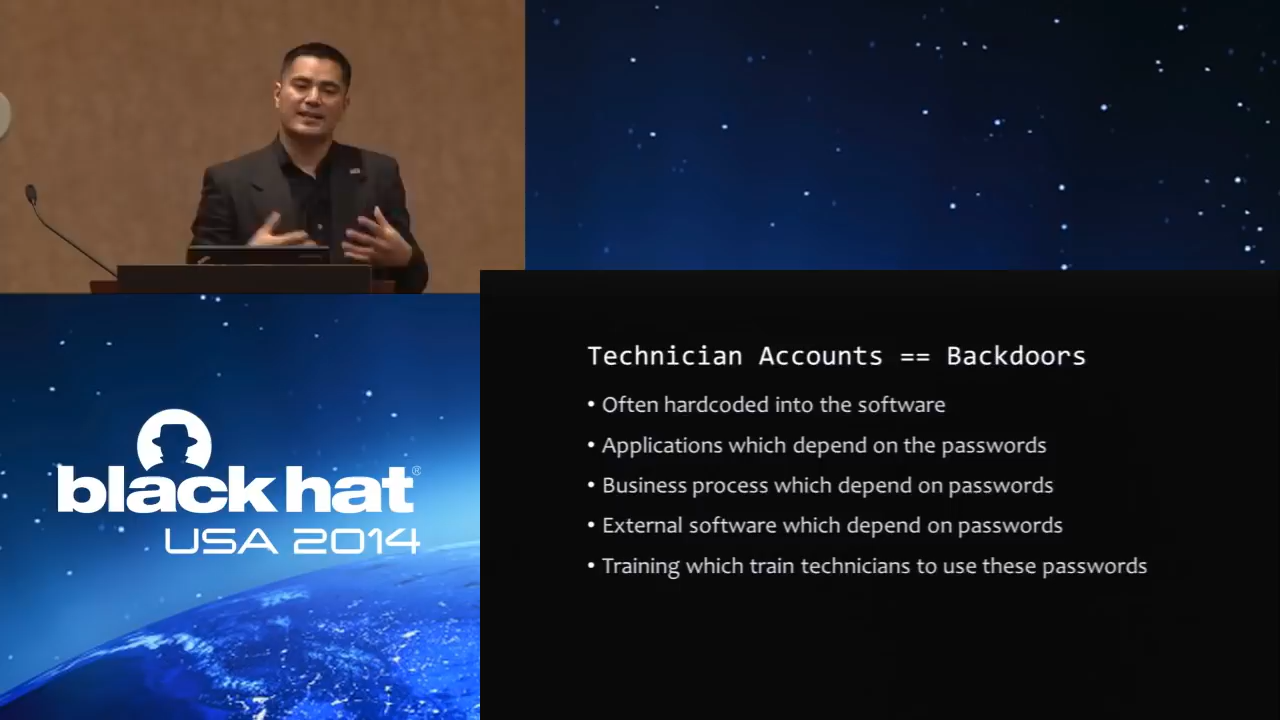 Technician Accounts == Backdoors
• Often hardcoded into the software
• Applications which depend on the passwords
• Business process which depend on passwords
• External software which depend on passwords
• Training which train technicians to use these passwords
black hat®
USA 2014